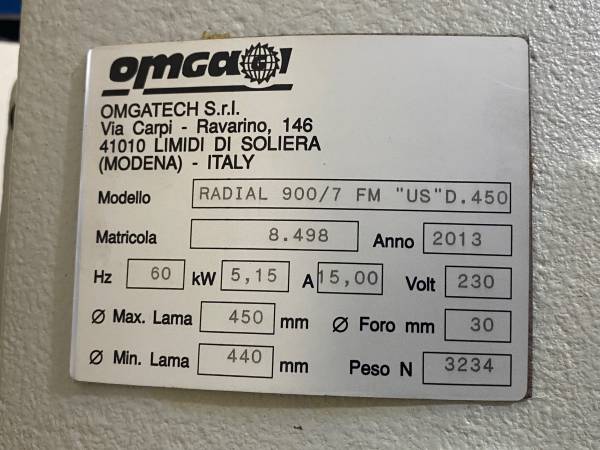 omga G 1
OMGATECH S.r.l.
Via Carpi - Ravarino, 146
41010 LIMIDI DI SOLIERA
(MODENA) - ITALY
Modello RADIAL 900/7 FM "US"D.450
Matricola 8.498 Anno 2013
Hz 60 kW 5,15 A 15,00 Volt 230
Ø Max. Lama 450 mm Ø Foro mm 30
Ø Min. Lama 440 mm Peso N 3234